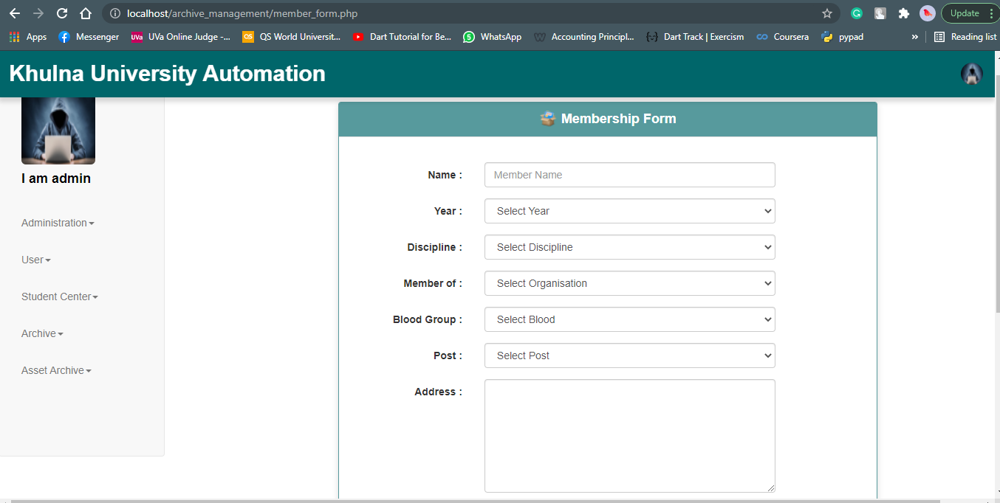 localhost/archive_management/member_form.php
Update
Apps Messenger UVa UVa Online Judge -... QS QS World Universit... Dart Tutorial for Be... WhatsApp Accounting Principl... Dart Track | Exercism Coursera pypad » Reading list
Khulna University Automation
I am admin
Administration
User
Student Center
Archive
Asset Archive
Membership Form
Name : Member Name
Year : Select Year
Discipline : Select Discipline
Member of : Select Organisation
Blood Group : Select Blood
Post : Select Post
Address :